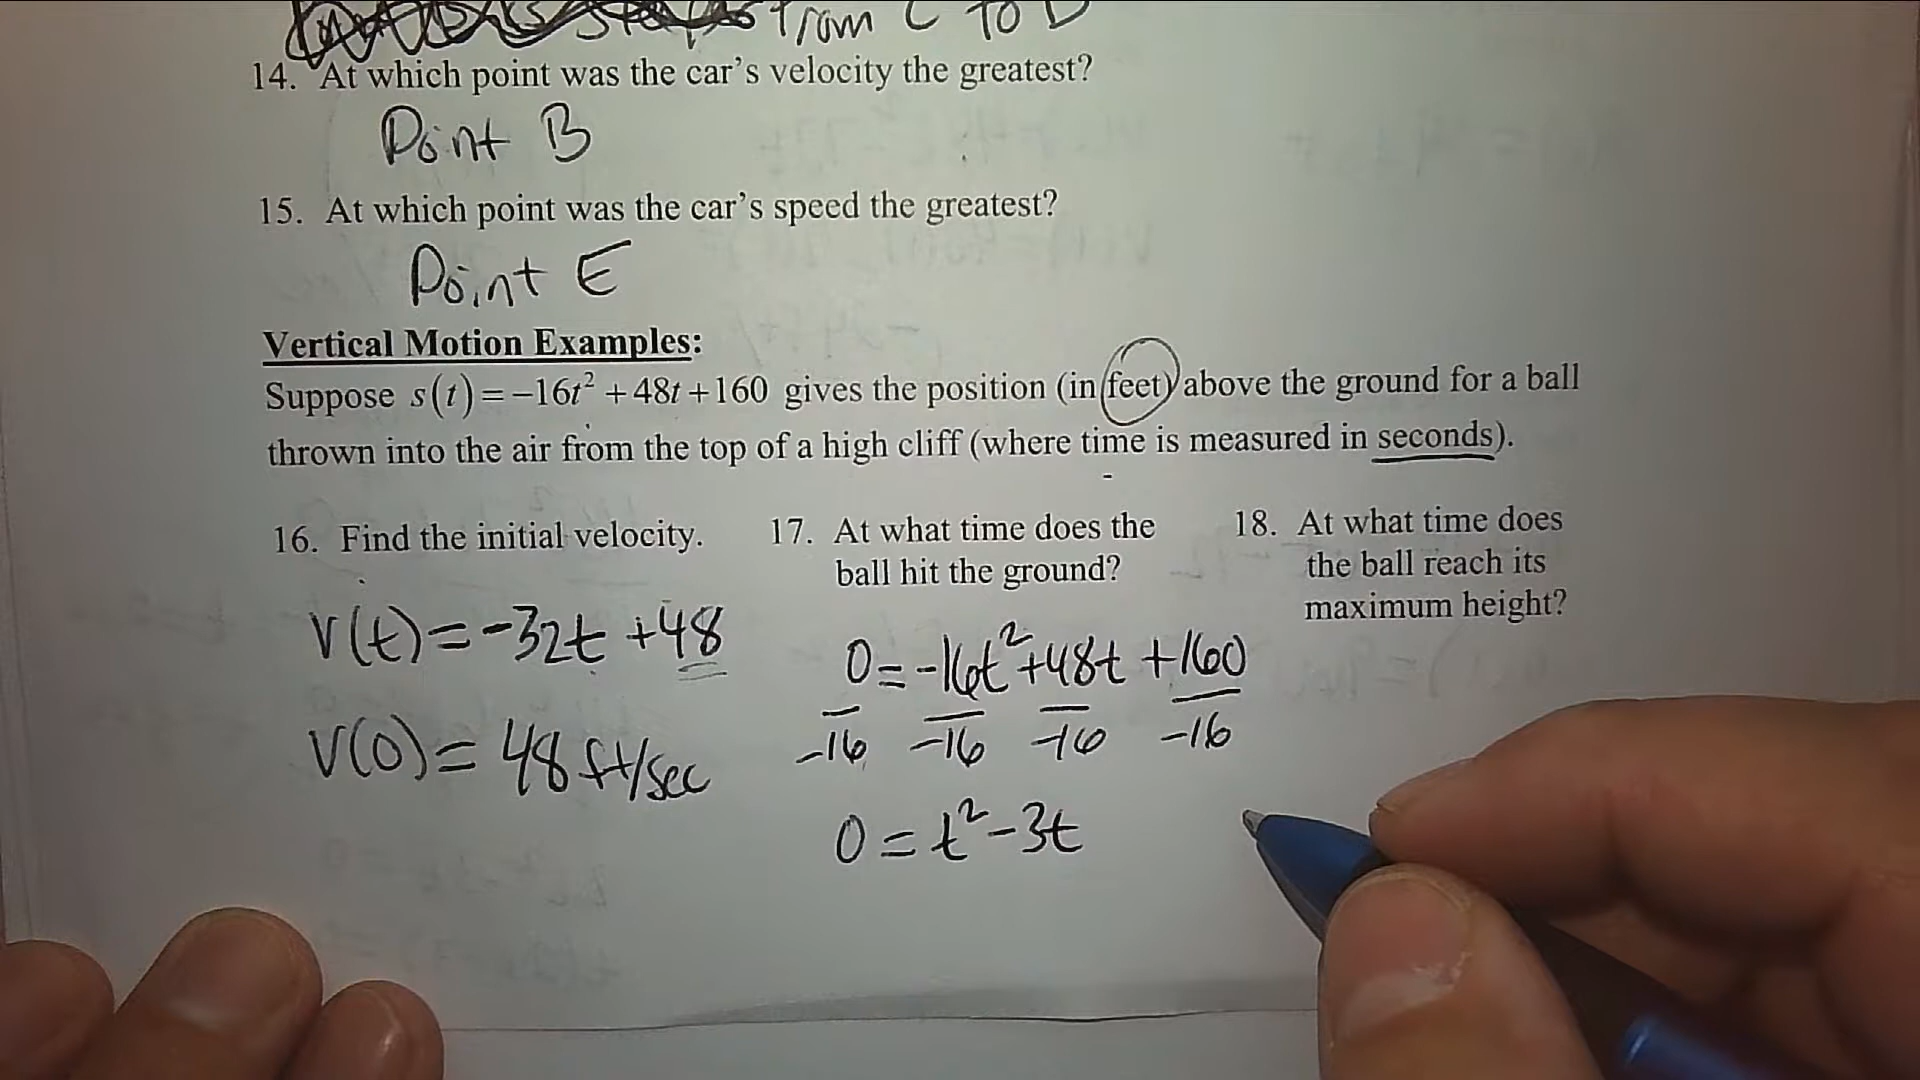 from C to D
14. At which point was the car's velocity the greatest?
Point B
15. At which point was the car's speed the greatest?
Point E
Vertical Motion Examples:
Suppose s(t) = −16t² + 48t + 160 gives the position (in feet) above the ground for a ball
thrown into the air from the top of a high cliff (where time is measured in seconds).
16. Find the initial velocity.
v(t) = -32t + 48
v(0) = 48 ft/sec
17. At what time does the
ball hit the ground?
0 = -16t² + 48t + 160
-16 -16 -16 -16
0 = t² - 3t
18. At what time does
the ball reach its
maximum height?